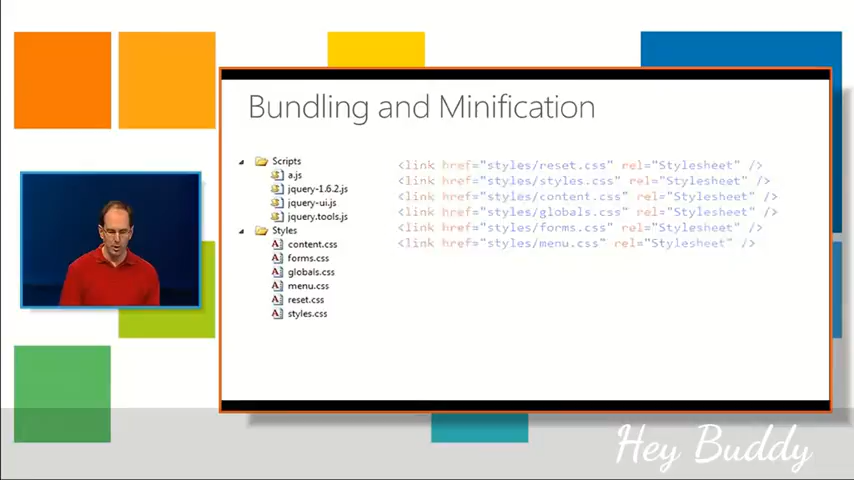 Bundling and Minification
Scripts
a.js
jquery-1.6.2.js
jquery-ui.js
jquery.tools.js
Styles
content.css
forms.css
globals.css
menu.css
reset.css
styles.css
<link href="styles/reset.css" rel="Stylesheet" />
<link href="styles/styles.css" rel="Stylesheet" />
<link href="styles/content.css" rel="Stylesheet" />
<link href="styles/globals.css" rel="Stylesheet" />
<link href="styles/forms.css" rel="Stylesheet" />
<link href="styles/menu.css" rel="Stylesheet" />
Hey Buddy